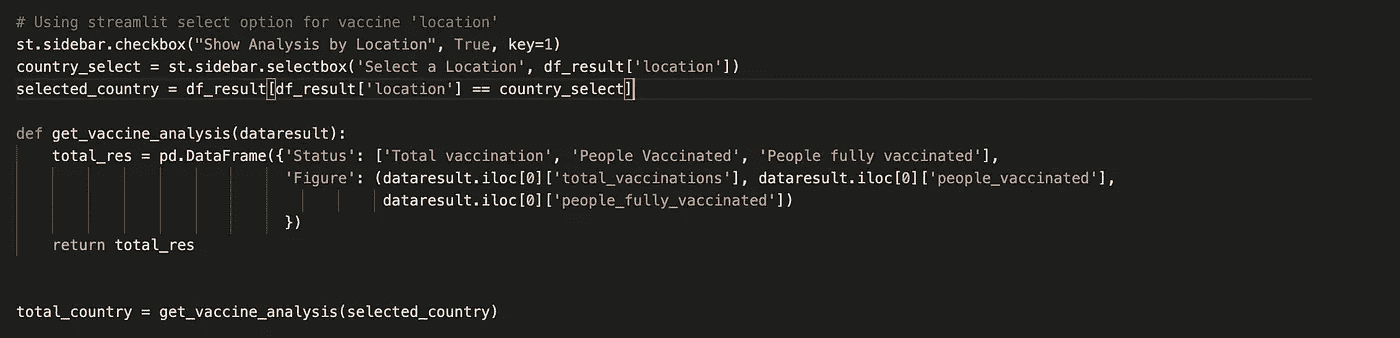 # Using streamlit select option for vaccine 'location'
st.sidebar.checkbox("Show Analysis by Location", True, key=1)
country_select = st.sidebar.selectbox('Select a Location', df_result['location'])
selected_country = df_result[df_result['location'] == country_select]
def get_vaccine_analysis(dataresult):
    total_res = pd.DataFrame({'Status': ['Total vaccination', 'People Vaccinated', 'People fully vaccinated'],
                              'Figure': (dataresult.iloc[0]['total_vaccinations'], dataresult.iloc[0]['people_vaccinated'],
                                         dataresult.iloc[0]['people_fully_vaccinated'])
                              })
    return total_res
total_country = get_vaccine_analysis(selected_country)